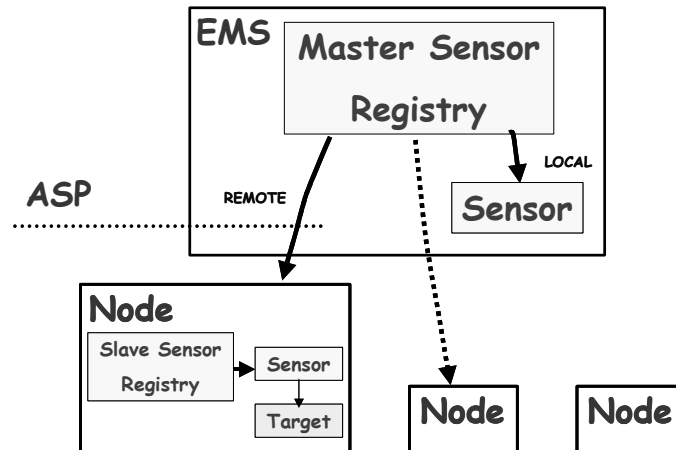 EMS
Master Sensor
Registry
LOCAL
ASP
REMOTE
Sensor
Node
Slave Sensor
Registry
Sensor
Target
Node
Node